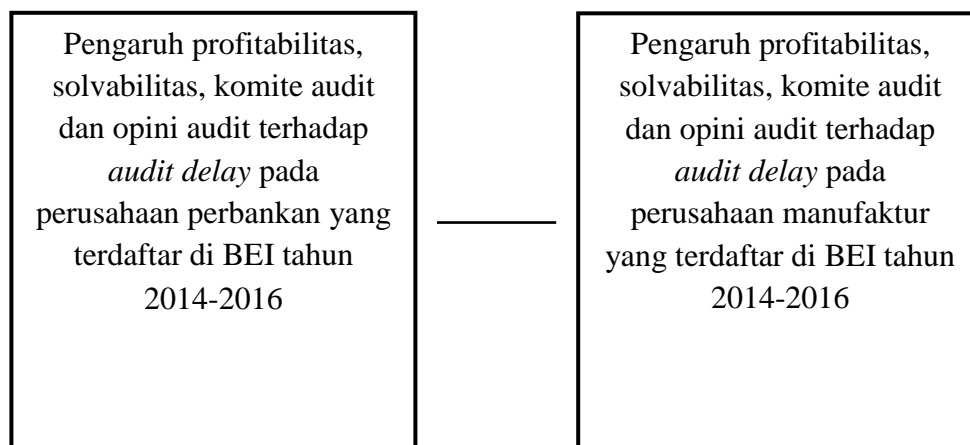 Pengaruh profitabilitas,
solvabilitas, komite audit
dan opini audit terhadap
audit delay pada
perusahaan perbankan yang
terdaftar di BEI tahun
2014-2016
Pengaruh profitabilitas,
solvabilitas, komite audit
dan opini audit terhadap
audit delay pada
perusahaan manufaktur
yang terdaftar di BEI tahun
2014-2016